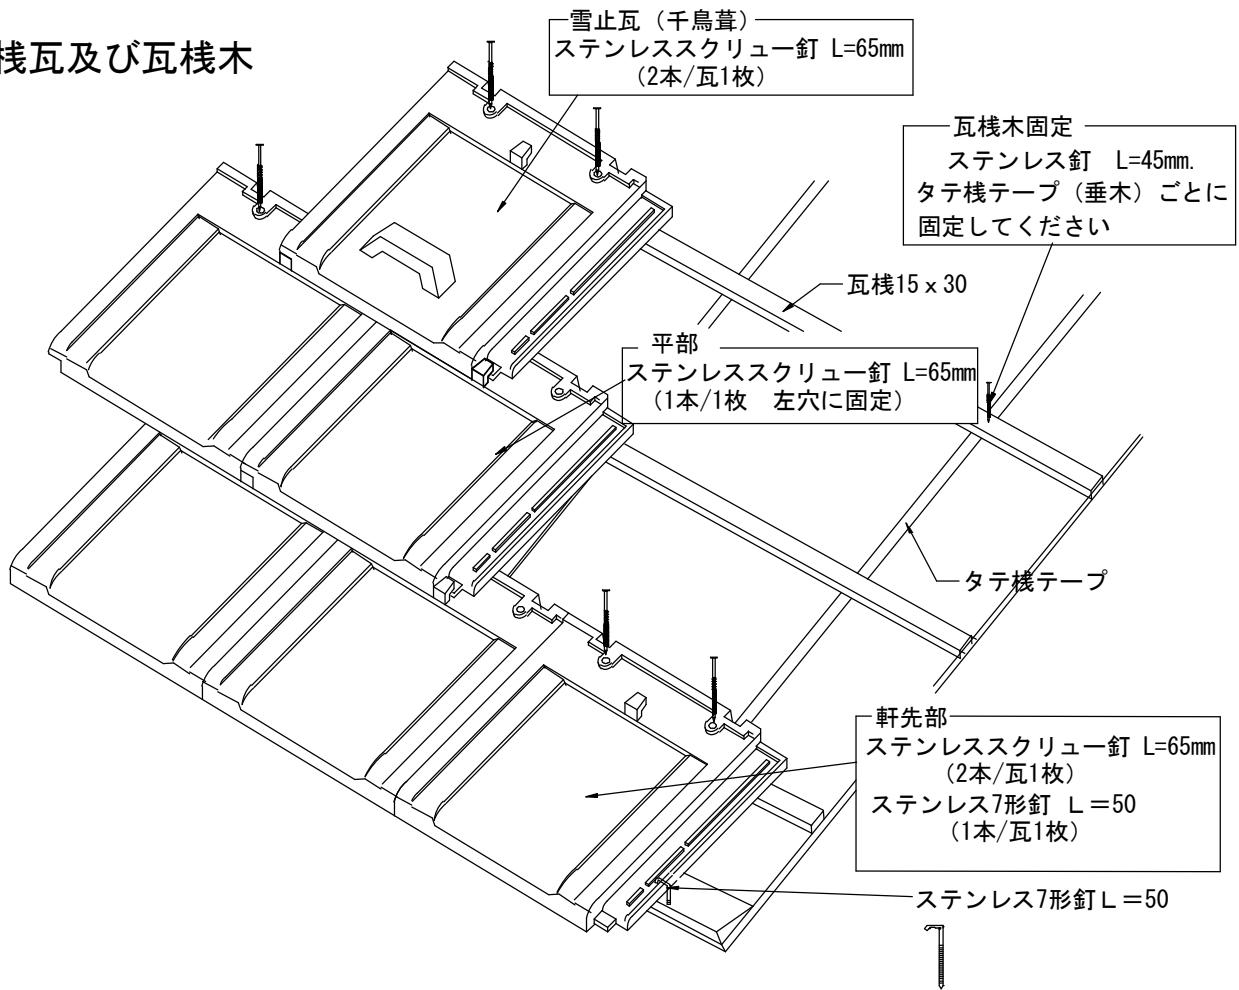 桟瓦及び瓦桟木
雪止瓦（千鳥葺）
ステンレススクリュー釘 L=65mm
（2本/瓦1枚）
瓦桟木固定
ステンレス釘　L=45mm.
タテ桟テープ（垂木）ごとに
固定してください
瓦桟15ｘ30
平部
ステンレススクリュー釘 L=65mm
（1本/1枚　左穴に固定）
タテ桟テープ
軒先部
ステンレススクリュー釘 L=65mm
（2本/瓦1枚）
ステンレス7形釘 Ｌ＝50
（1本/瓦1枚）
ステンレス7形釘Ｌ＝50